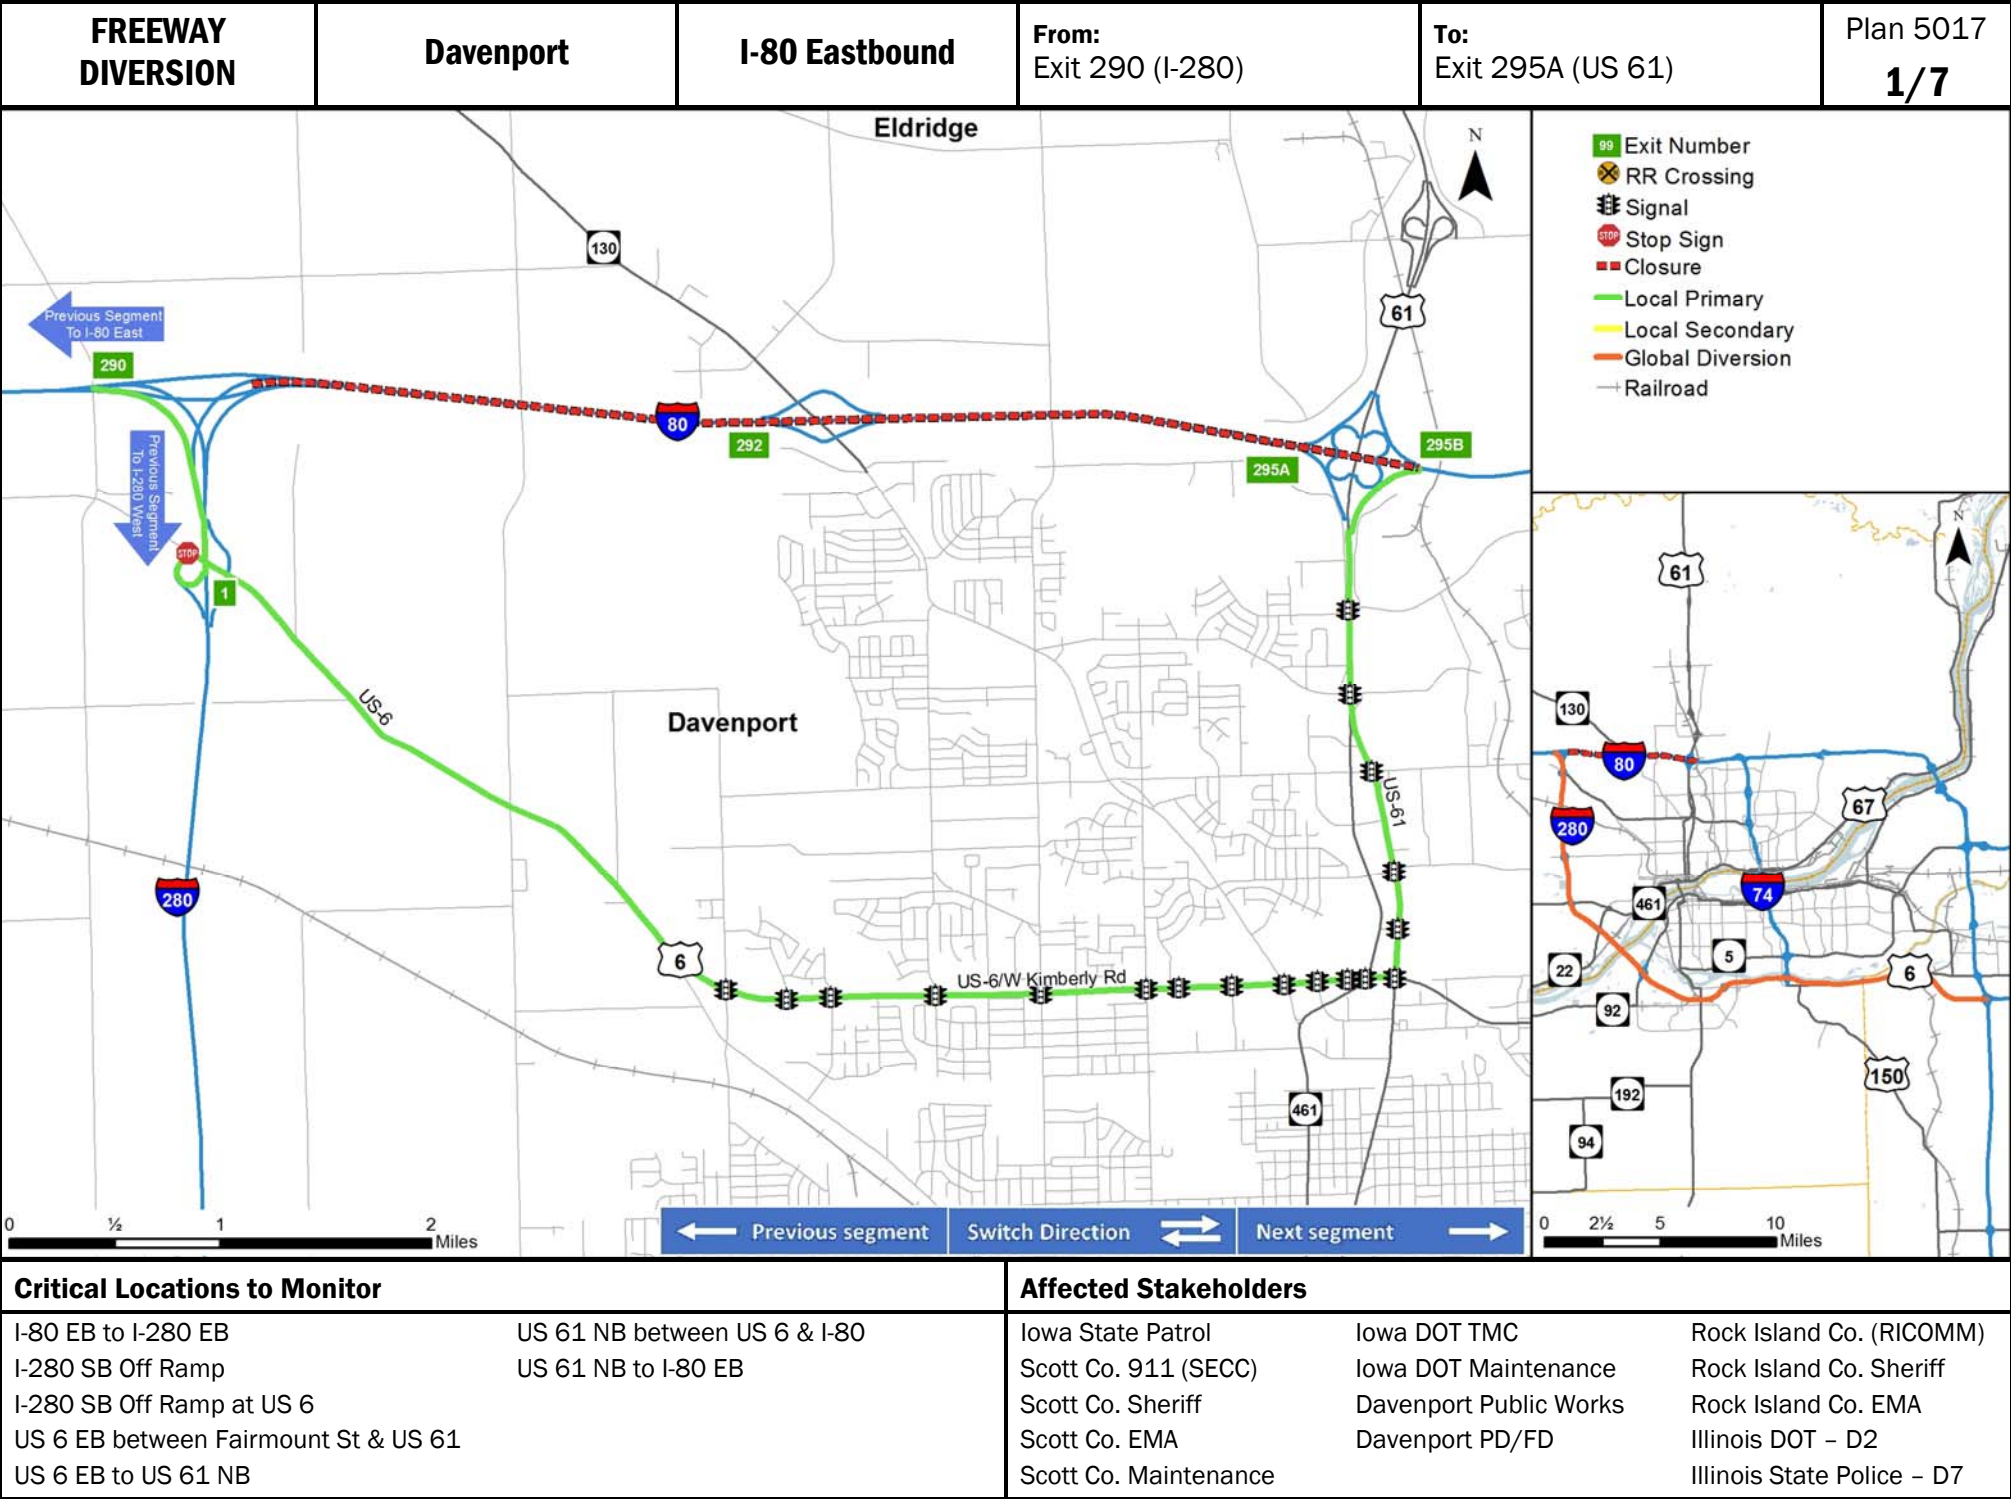 FREEWAY
DIVERSION
Davenport
I-80 Eastbound
From:
Exit 290 (I-280)
To:
Exit 295A (US 61)
Plan 5017
1/7
Eldridge
N
130
61
Previous Segment
To I-80 East
290
80
292
295A
295B
Previous Segment
To I-280 West
STOP
1
US-6
Davenport
US-61
280
6
US-6/W Kimberly Rd
461
0
½
1
2
Miles
Previous segment
Switch Direction
Next segment
99 Exit Number
RR Crossing
Signal
STOP Stop Sign
Closure
Local Primary
Local Secondary
Global Diversion
Railroad
N
61
130
80
67
280
74
461
5
22
6
92
150
192
94
0
2½
5
10
Miles
Critical Locations to Monitor
I-80 EB to I-280 EB
I-280 SB Off Ramp
I-280 SB Off Ramp at US 6
US 6 EB between Fairmount St & US 61
US 6 EB to US 61 NB
US 61 NB between US 6 & I-80
US 61 NB to I-80 EB
Affected Stakeholders
Iowa State Patrol
Scott Co. 911 (SECC)
Scott Co. Sheriff
Scott Co. EMA
Scott Co. Maintenance
Iowa DOT TMC
Iowa DOT Maintenance
Davenport Public Works
Davenport PD/FD
Rock Island Co. (RICOMM)
Rock Island Co. Sheriff
Rock Island Co. EMA
Illinois DOT – D2
Illinois State Police – D7